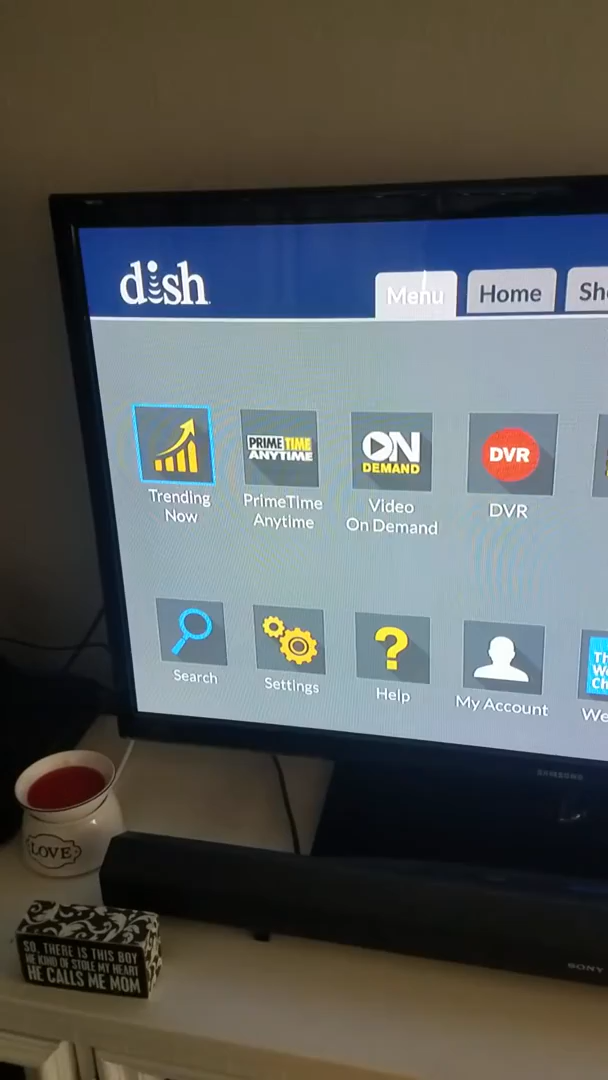 dish
Menu
Home
PRIMETIME
ANYTIME
ON
DEMAND
DVR
Trending
Now
PrimeTime
Anytime
Video
On Demand
DVR
?
Search
Settings
Help
My Account
SAMSUNG
LOVE
SONY
SO, THERE IS THIS BOY
HE KIND OF STOLE MY HEART
HE CALLS ME MOM